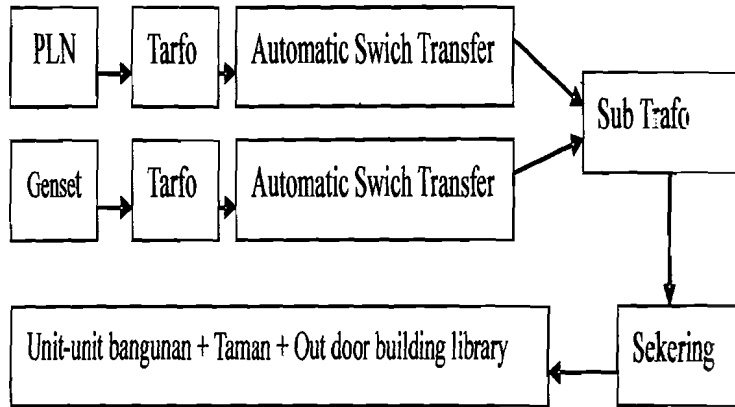 PLN
Tarfo
Automatic Swich Transfer
Sub Trafo
Genset
Tarfo
Automatic Swich Transfer
Unit-unit bangunan + Taman + Out door building library
Sekering